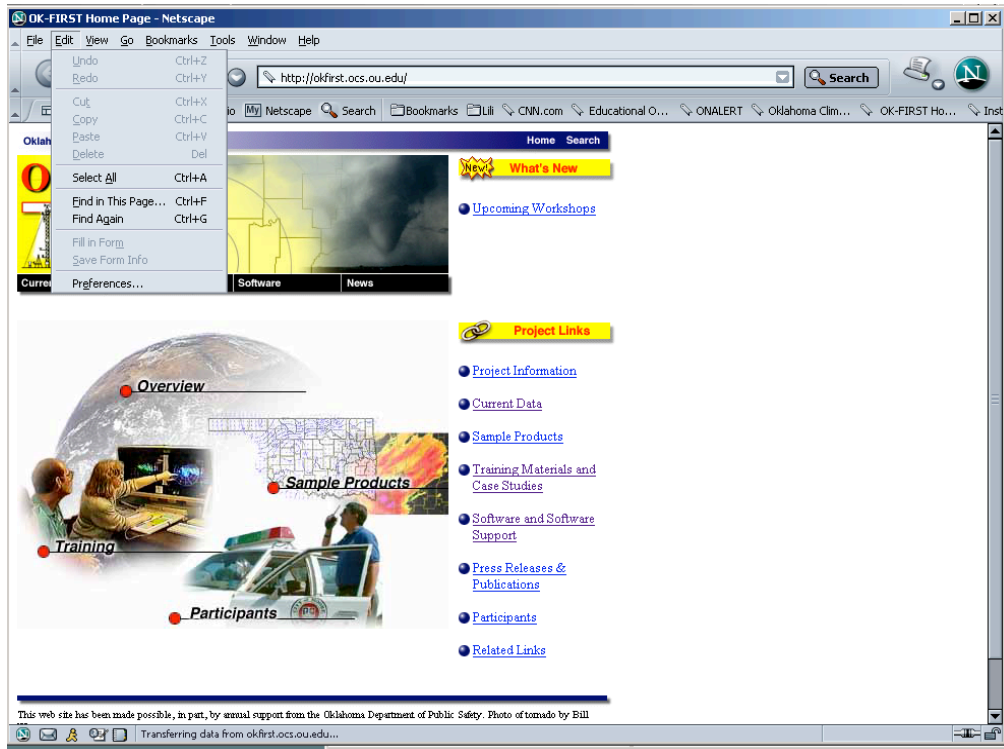 OK-FIRST Home Page - Netscape
File Edit View Go Bookmarks Tools Window Help
Undo Ctrl+Z
Redo Ctrl+Y
Cut Ctrl+X
Copy Ctrl+C
Paste Ctrl+V
Delete Del
Select All Ctrl+A
Find in This Page... Ctrl+F
Find Again Ctrl+G
Fill in Form
Save Form Info
Preferences...
http://okfirst.ocs.ou.edu/
Search
N
io My Netscape Search Bookmarks Lili CNN.com Educational O... ONALERT Oklahoma Clim... OK-FIRST Ho... Inst
Oklah Home Search
O
New! What's New
Upcoming Workshops
Curre Software News
Project Links
Project Information
Current Data
Sample Products
Training Materials and
Case Studies
Software and Software
Support
Press Releases &
Publications
Participants
Related Links
Overview
Sample Products
Training
Participants
This web site has been made possible, in part, by annual support from the Oklahoma Department of Public Safety. Photo of tornado by Bill
Transferring data from okfirst.ocs.ou.edu...